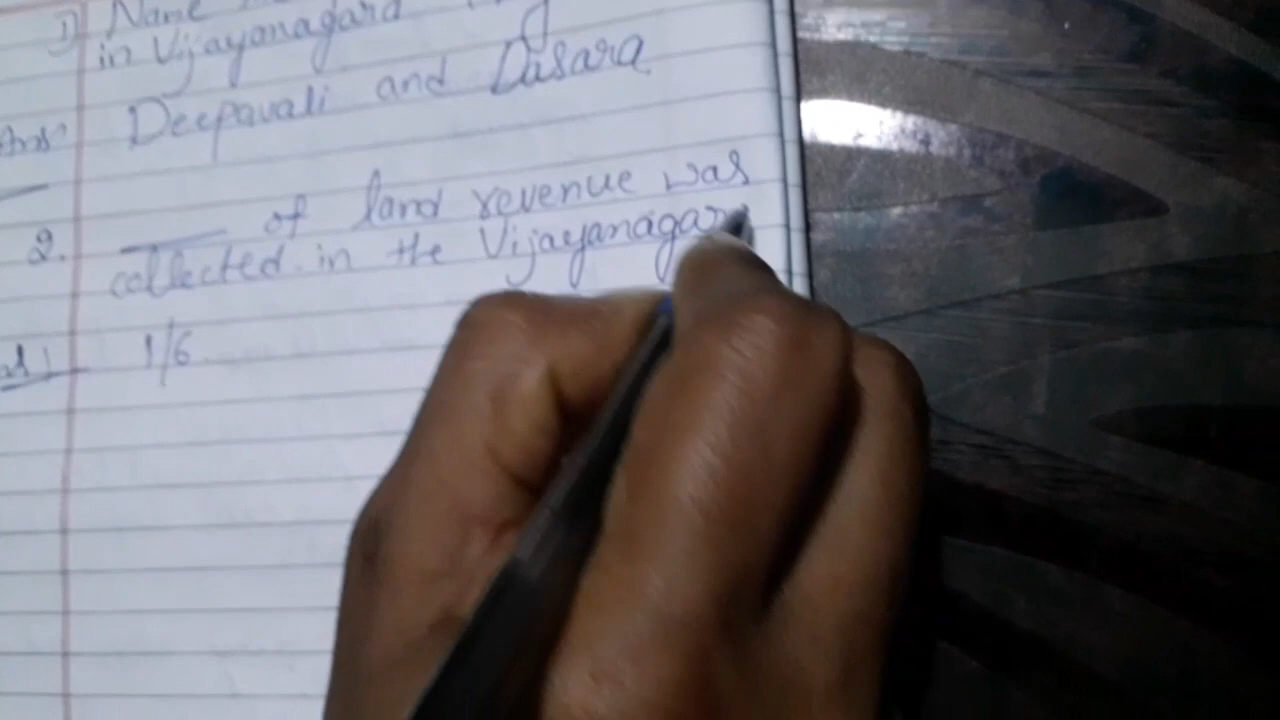 1) Name
in Vijayanagara
Ans: Deepavali and Dasara
2. ____ of land revenue was
collected in the Vijayanagara
1/6